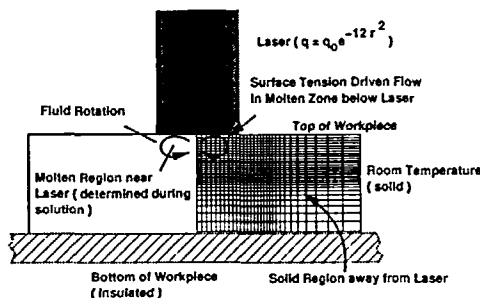 Laser ( q = q₀e⁻¹² ʳ² )
Surface Tension Driven Flow
In Molten Zone below Laser
Fluid Rotation
Top of Workpiece
Molten Region near
Laser ( determined during
solution )
Room Temperature
( solid )
Bottom of Workpiece
( Insulated )
Solid Region away from Laser